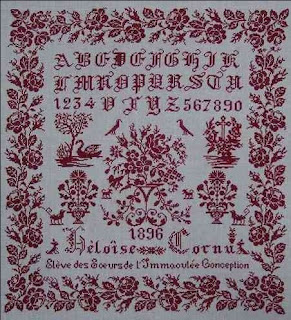 ABCDEFGHIK
LMNOPQRSTU
1234 VXYZ 567890
1896
Héloïse Cornu
Elève des Soeurs de l'Immaculée Conception